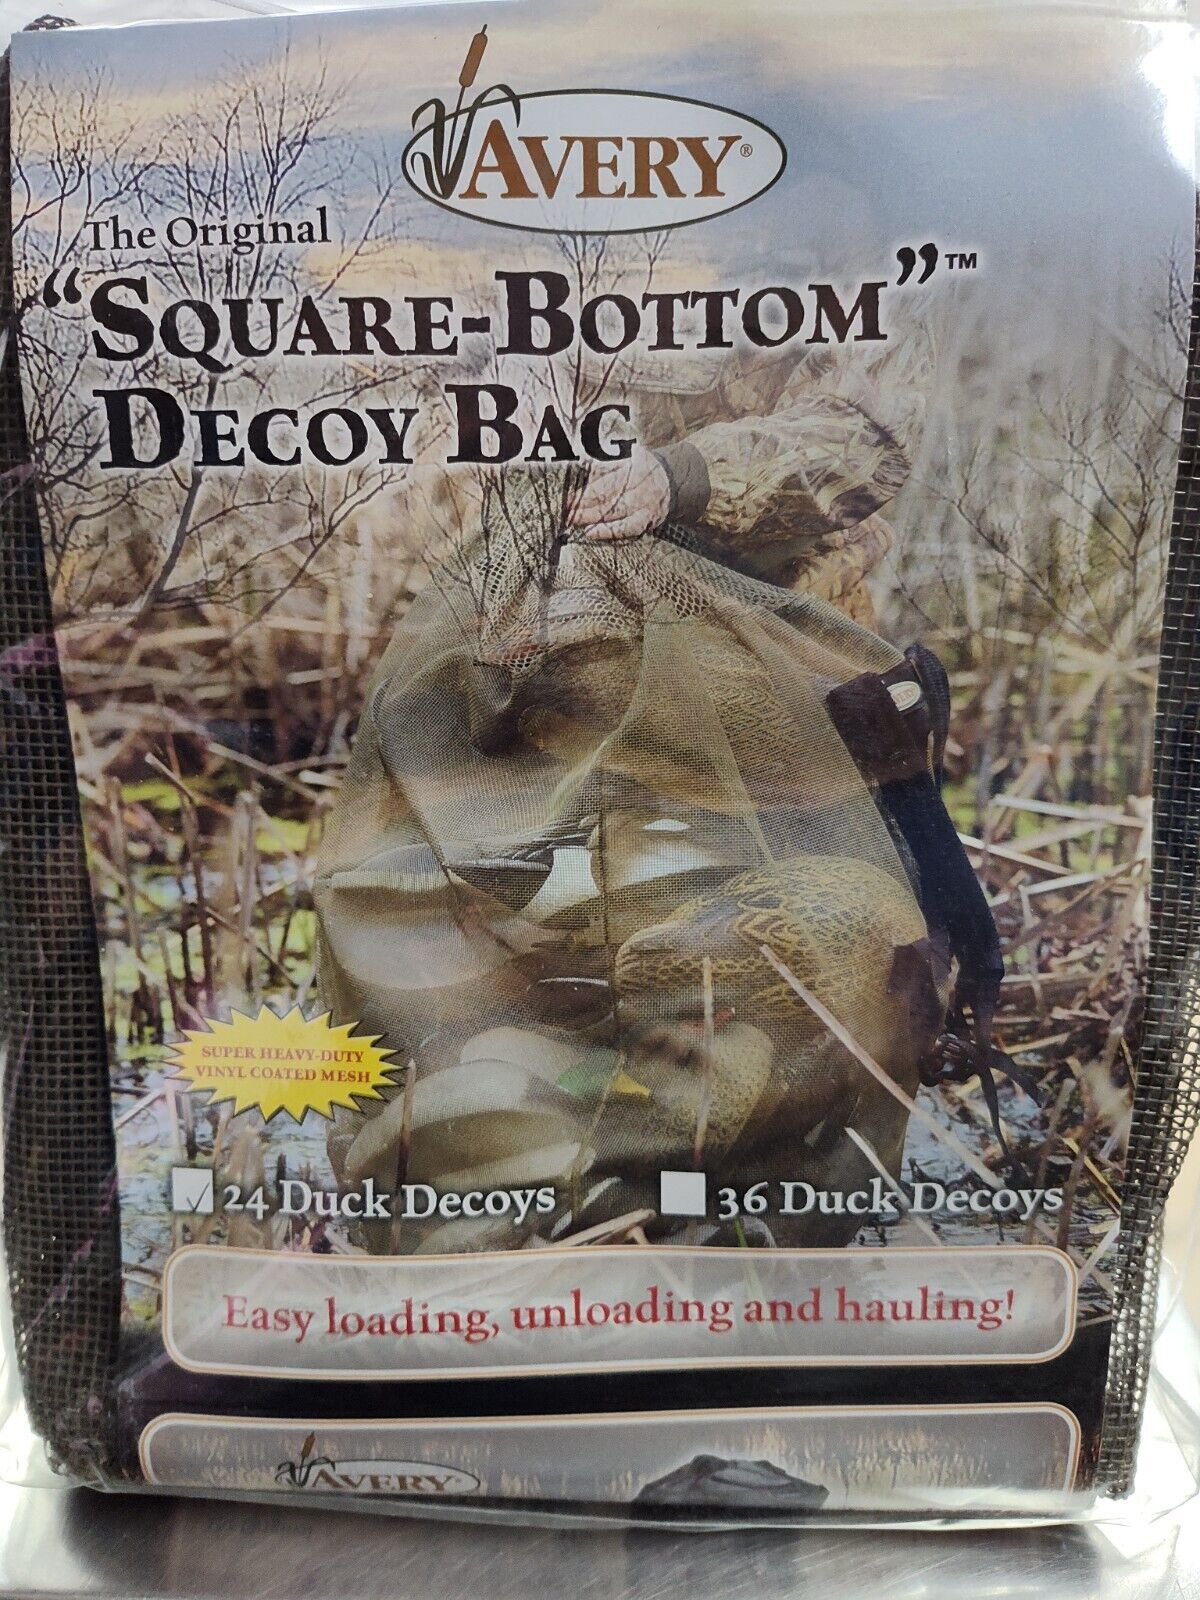 AVERY®
The Original
"SQUARE-BOTTOM"™
DECOY BAG
SUPER HEAVY-DUTY
VINYL COATED MESH
24 Duck Decoys
36 Duck Decoys
Easy loading, unloading and hauling!
AVERY